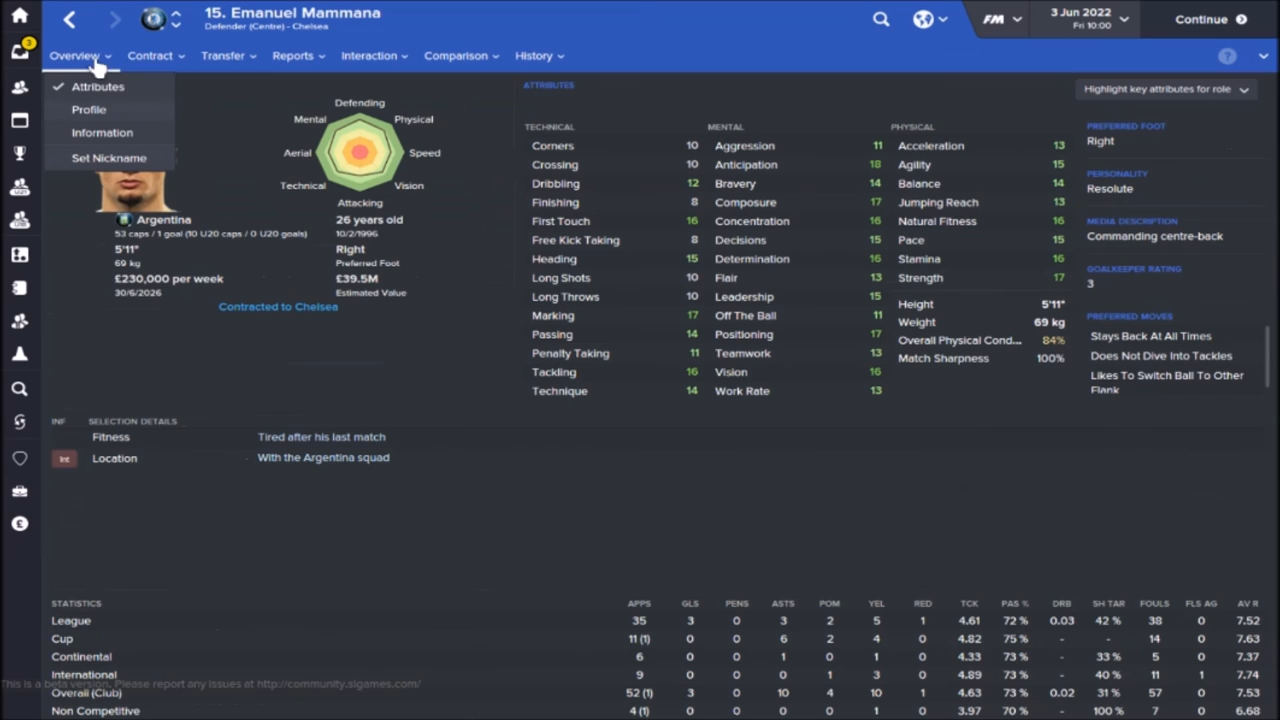 15. Emanuel Mammana
Defender (Centre) - Chelsea
FM
3 Jun 2022
Fri 10:00
Continue
3
Overview
Contract
Transfer
Reports
Interaction
Comparison
History
?
Attributes
Profile
Information
Set Nickname
Defending
Physical
Speed
Vision
Attacking
Technical
Aerial
Mental
Argentina
53 caps / 1 goal (10 U20 caps / 0 U20 goals)
5'11"
69 kg
£230,000 per week
30/6/2026
26 years old
10/2/1996
Right
Preferred Foot
£39.5M
Estimated Value
Contracted to Chelsea
ATTRIBUTES
Highlight key attributes for role
TECHNICAL
Corners 10
Crossing 10
Dribbling 12
Finishing 8
First Touch 16
Free Kick Taking 8
Heading 15
Long Shots 10
Long Throws 10
Marking 17
Passing 14
Penalty Taking 11
Tackling 16
Technique 14
MENTAL
Aggression 11
Anticipation 18
Bravery 14
Composure 17
Concentration 16
Decisions 15
Determination 16
Flair 13
Leadership 15
Off The Ball 11
Positioning 17
Teamwork 13
Vision 16
Work Rate 13
PHYSICAL
Acceleration 13
Agility 15
Balance 14
Jumping Reach 13
Natural Fitness 16
Pace 15
Stamina 16
Strength 17
Height 5'11"
Weight 69 kg
Overall Physical Cond... 84%
Match Sharpness 100%
PREFERRED FOOT
Right
PERSONALITY
Resolute
MEDIA DESCRIPTION
Commanding centre-back
GOALKEEPER RATING
3
PREFERRED MOVES
Stays Back At All Times
Does Not Dive Into Tackles
Likes To Switch Ball To Other
Flank
INF SELECTION DETAILS
Fitness Tired after his last match
Int Location With the Argentina squad
STATISTICS APPS GLS PENS ASTS POM YEL RED TCK PAS % DRB SH TAR FOULS FLS AG AV R
League 35 3 0 3 2 5 1 4.61 72 % 0.03 42 % 38 0 7.52
Cup 11 (1) 0 0 6 2 4 0 4.82 75 % - - 14 0 7.63
Continental 6 0 0 1 0 1 0 4.33 73 % - 33 % 5 0 7.37
International 9 0 0 0 1 3 0 4.89 73 % - 40 % 11 1 7.74
This is a beta version. Please report any issues at http://community.sigames.com/
Overall (Club) 52 (1) 3 0 10 4 10 1 4.63 73 % 0.02 31 % 57 0 7.53
Non Competitive 4 (1) 0 0 0 0 1 0 3.97 70 % - 100 % 7 0 6.68